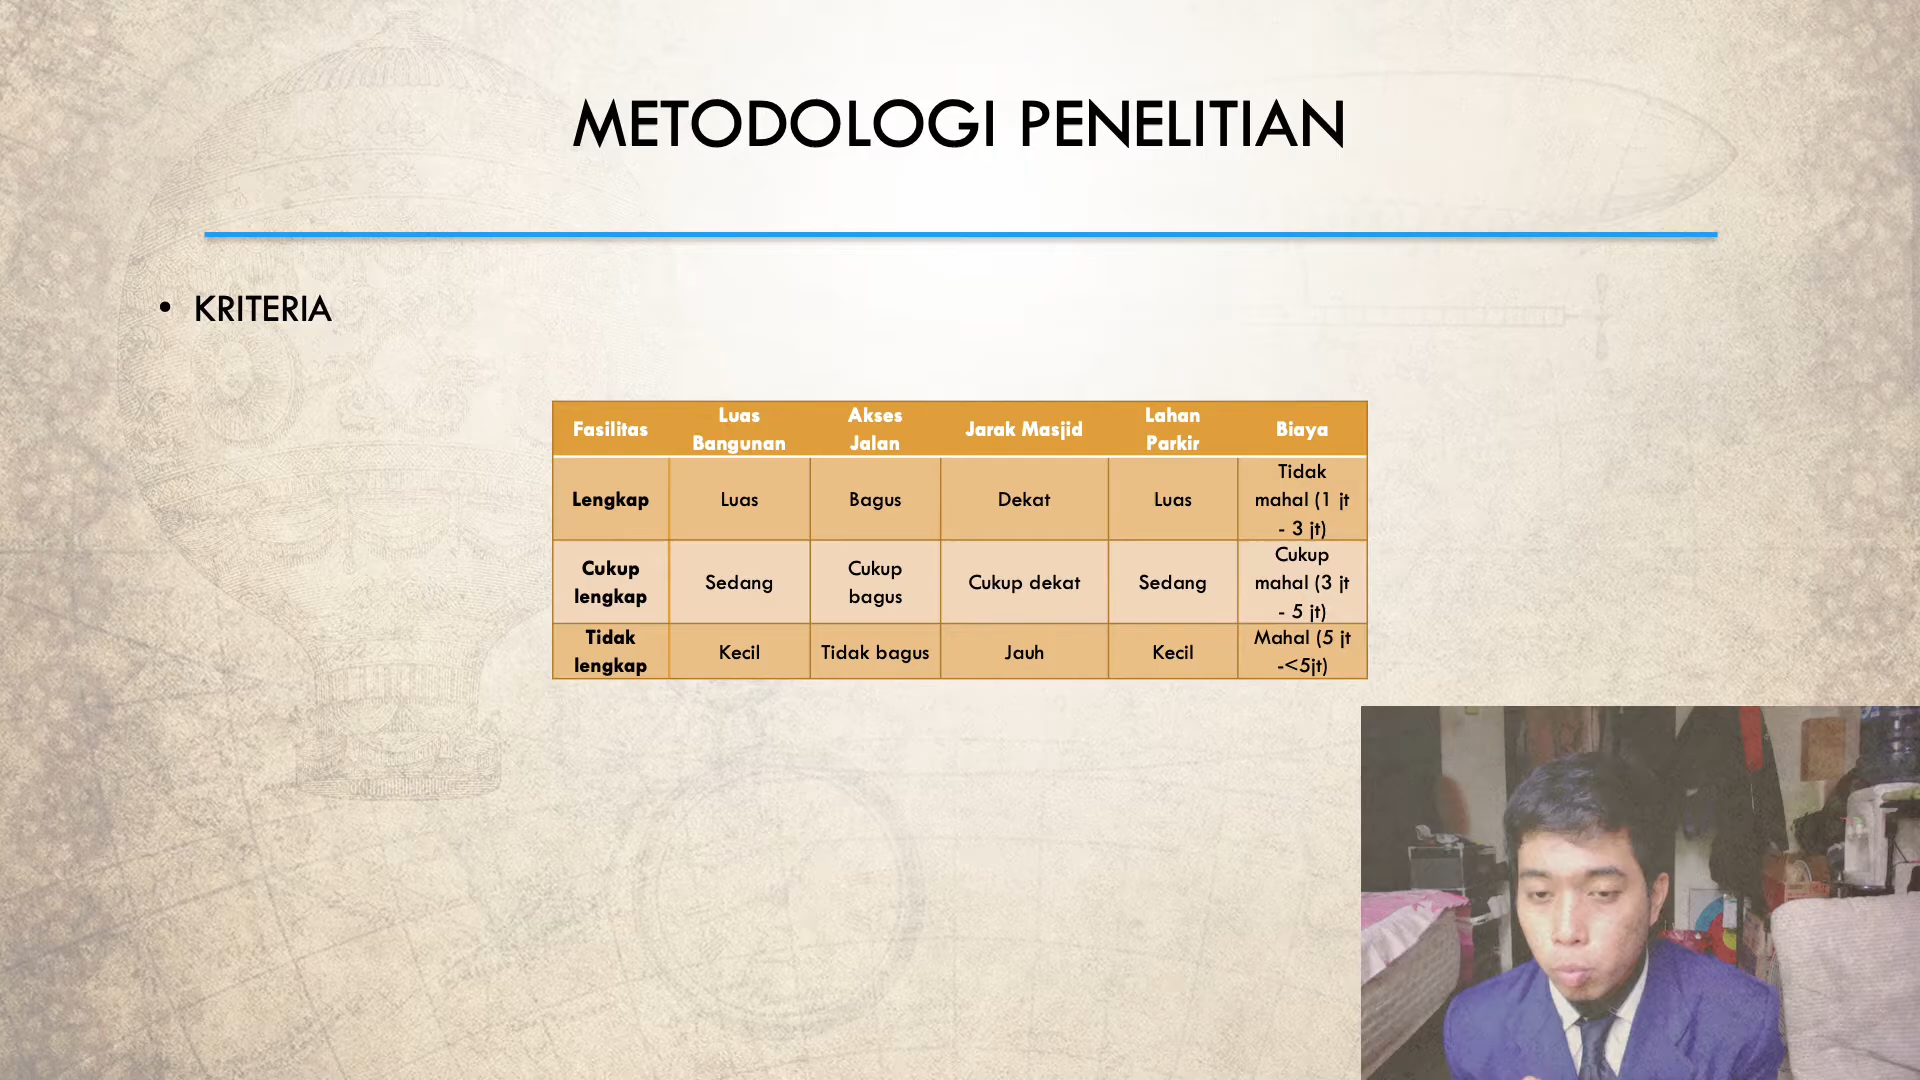 METODOLOGI PENELITIAN
• KRITERIA
Fasilitas Luas Bangunan Akses Jalan Jarak Masjid Lahan Parkir Biaya
Lengkap Luas Bagus Dekat Luas Tidak mahal (1 jt - 3 jt)
Cukup lengkap Sedang Cukup bagus Cukup dekat Sedang Cukup mahal (3 jt - 5 jt)
Tidak lengkap Kecil Tidak bagus Jauh Kecil Mahal (5 jt -<5jt)